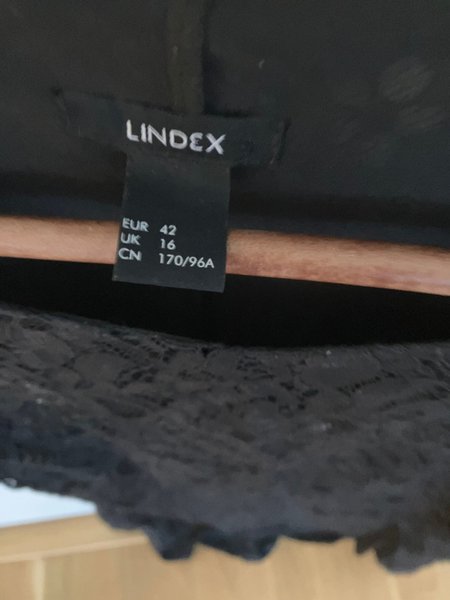 LINDEX
EUR 42
UK 16
CN 170/96A